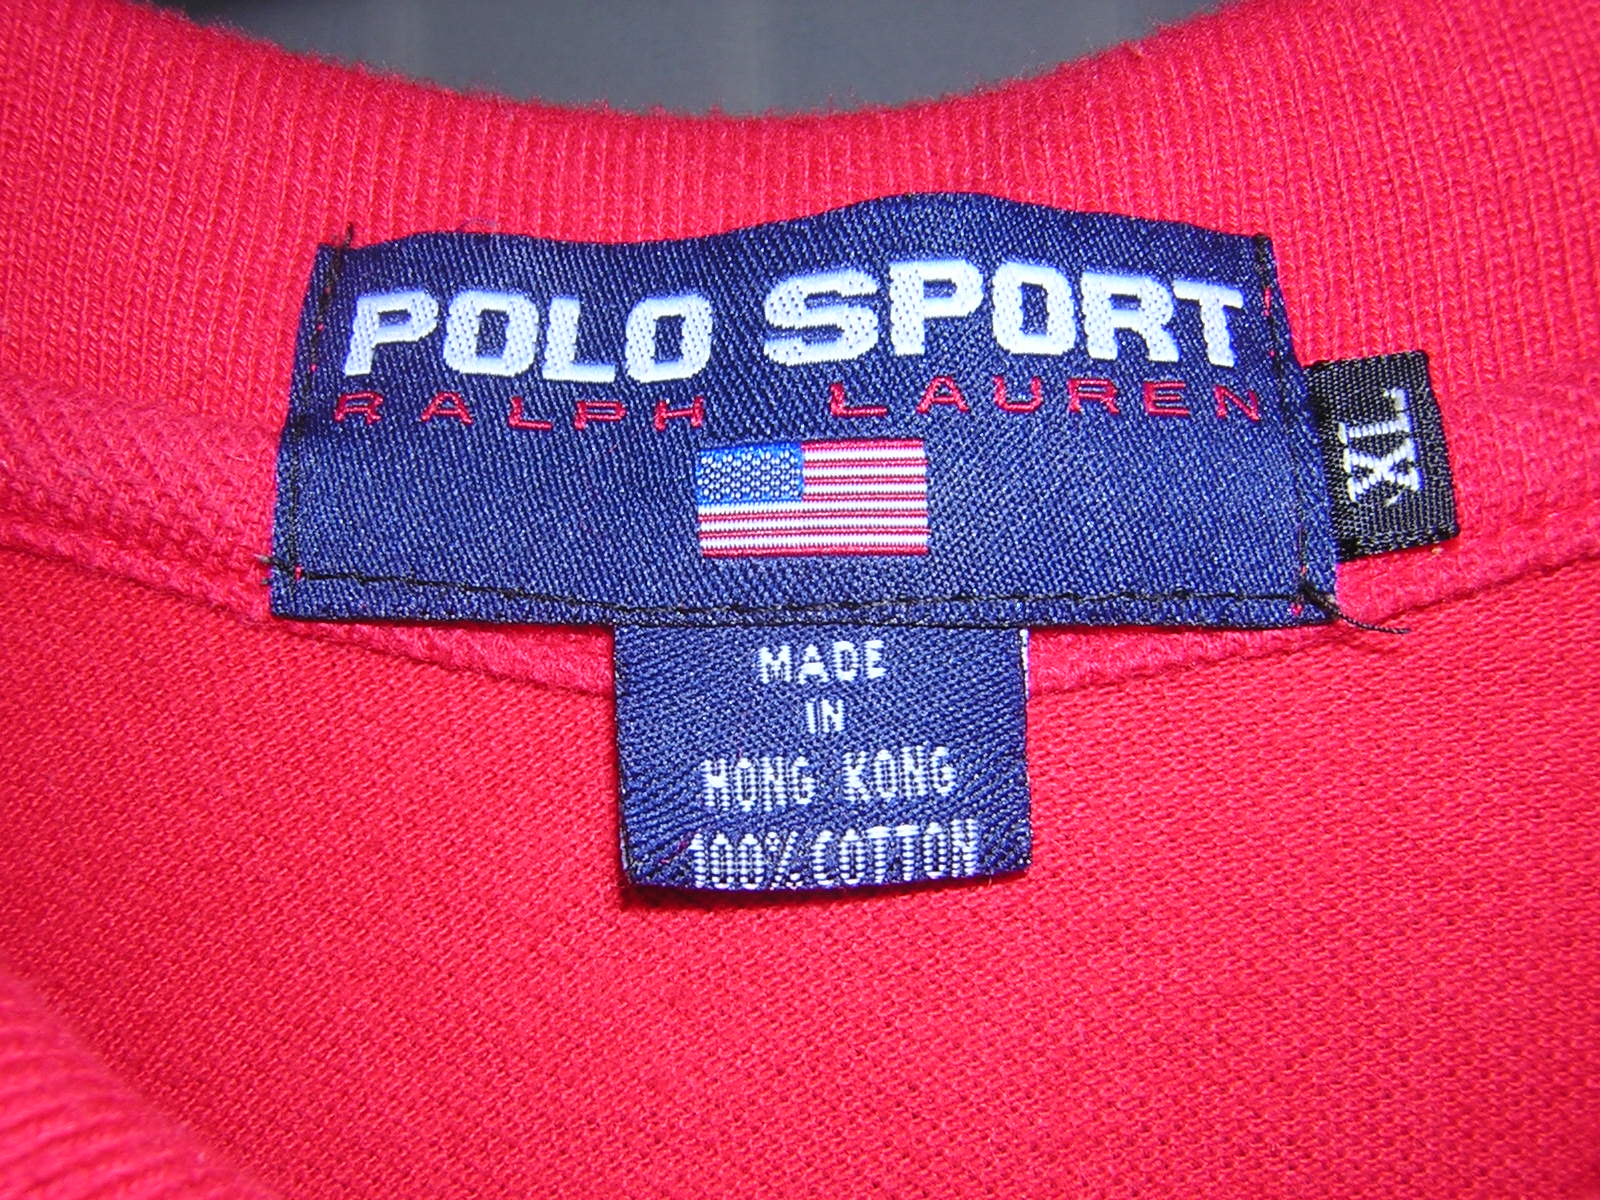 POLO SPORT
RALPH LAUREN
XL
MADE
IN
HONG KONG
100% COTTON